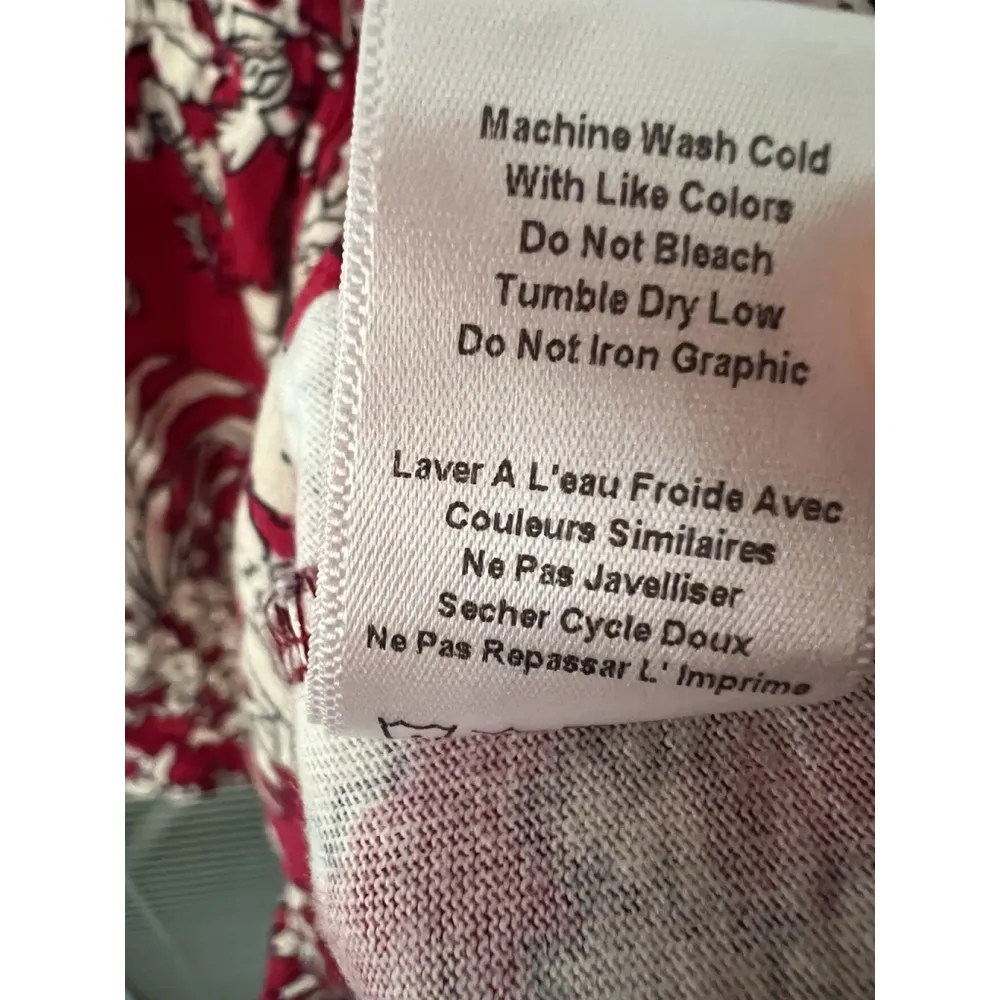 Machine Wash Cold
With Like Colors
Do Not Bleach
Tumble Dry Low
Do Not Iron Graphic
Laver A L'eau Froide Avec
Couleurs Similaires
Ne Pas Javelliser
Secher Cycle Doux
Ne Pas Repassar L' Imprime